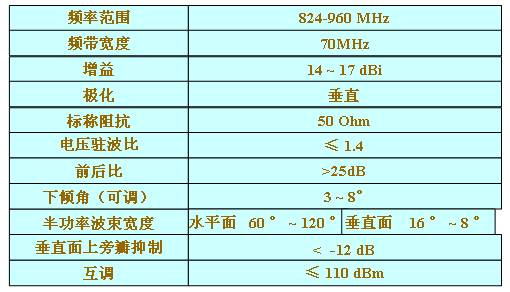 频率范围 824-960 MHz
频带宽度 70MHz
增益 14 ~ 17 dBi
极化 垂直
标称阻抗 50 Ohm
电压驻波比 ≤ 1.4
前后比 >25dB
下倾角（可调） 3 ~ 8°
半功率波束宽度 水平面 60 ° ~ 120 ° 垂直面 16 ° ~ 8 °
垂直面上旁瓣抑制 < -12 dB
互调 ≤ 110 dBm